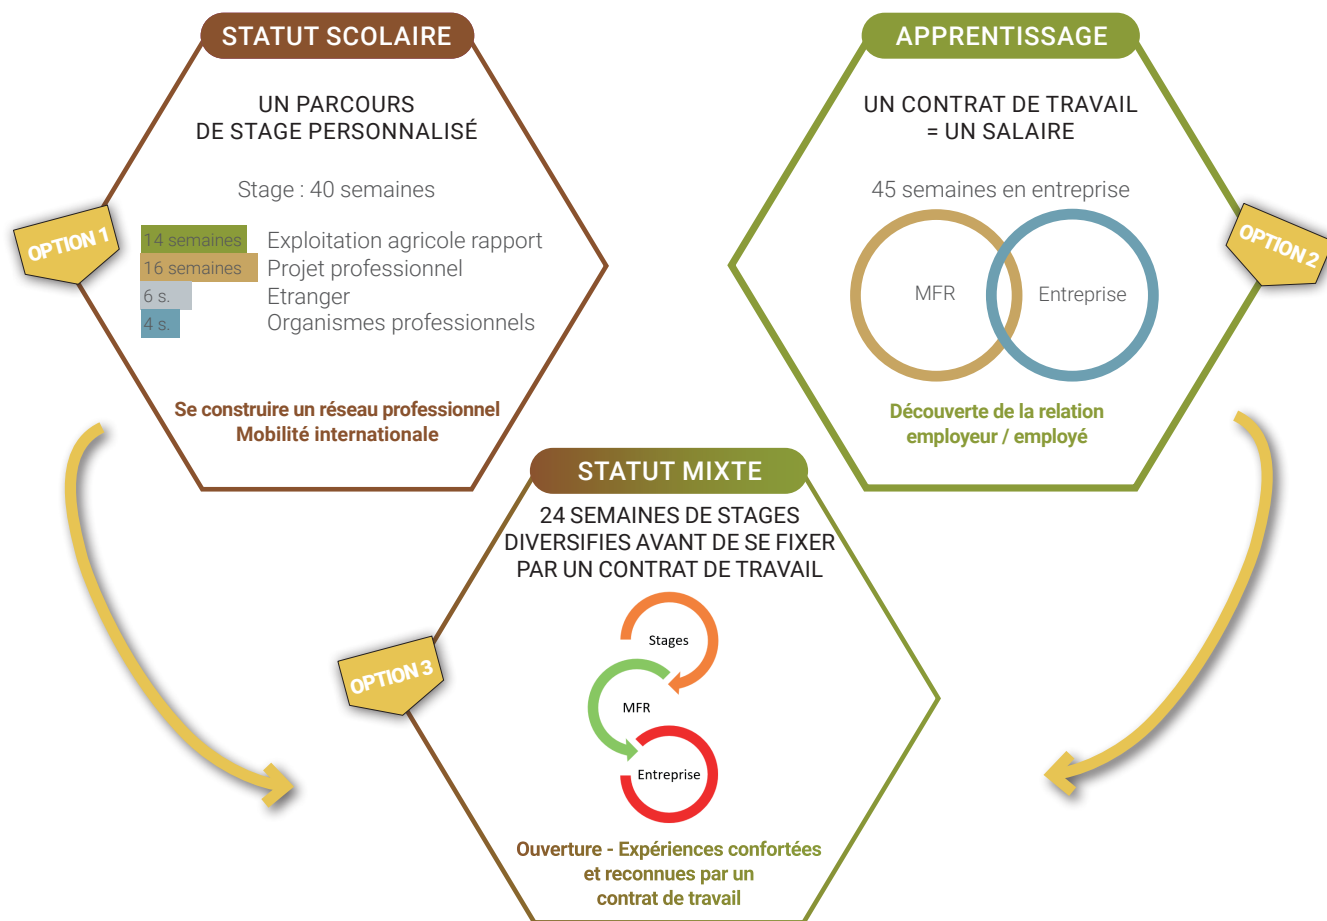 STATUT SCOLAIRE
UN PARCOURS
DE STAGE PERSONNALISÉ
Stage : 40 semaines
OPTION 1
14 semaines Exploitation agricole rapport
16 semaines Projet professionnel
6 s. Etranger
4 s. Organismes professionnels
Se construire un réseau professionnel
Mobilité internationale
APPRENTISSAGE
UN CONTRAT DE TRAVAIL
= UN SALAIRE
45 semaines en entreprise
OPTION 2
MFR Entreprise
Découverte de la relation
employeur / employé
STATUT MIXTE
24 SEMAINES DE STAGES
DIVERSIFIES AVANT DE SE FIXER
PAR UN CONTRAT DE TRAVAIL
Stages
OPTION 3
MFR
Entreprise
Ouverture - Expériences confortées
et reconnues par un
contrat de travail